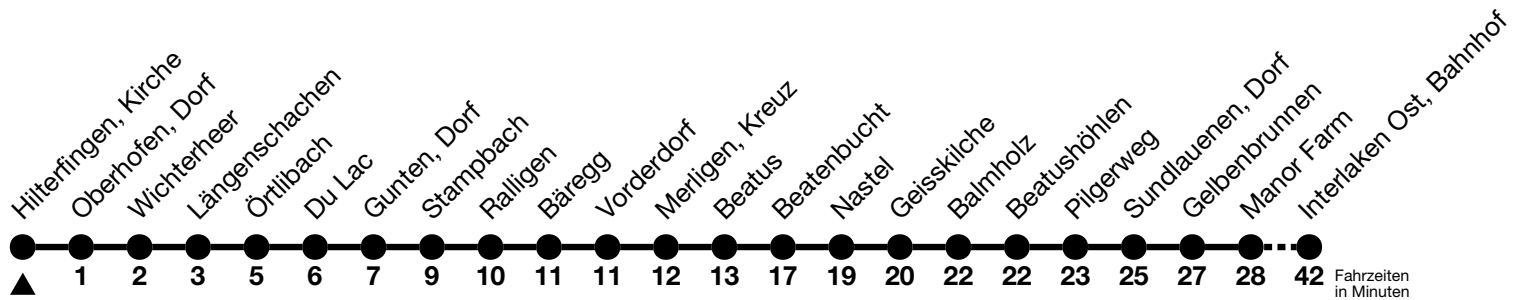 Hilterfingen, Kirche
Oberhofen, Dorf
Wichterheer
Längenschachen
Örtlibach
Du Lac
Gunten, Dorf
Stampbach
Ralligen
Bäregg
Vorderdorf
Merligen, Kreuz
Beatus
Beatenbucht
Nastel
Geisskilche
Balmholz
Beatushöhlen
Pilgerweg
Sundlauenen, Dorf
Gelbenbrunnen
Manor Farm
Interlaken Ost, Bahnhof
1 2 3 5 6 7 9 10 11 11 12 13 17 19 20 22 22 23 25 27 28 42
Fahrzeiten
in Minuten